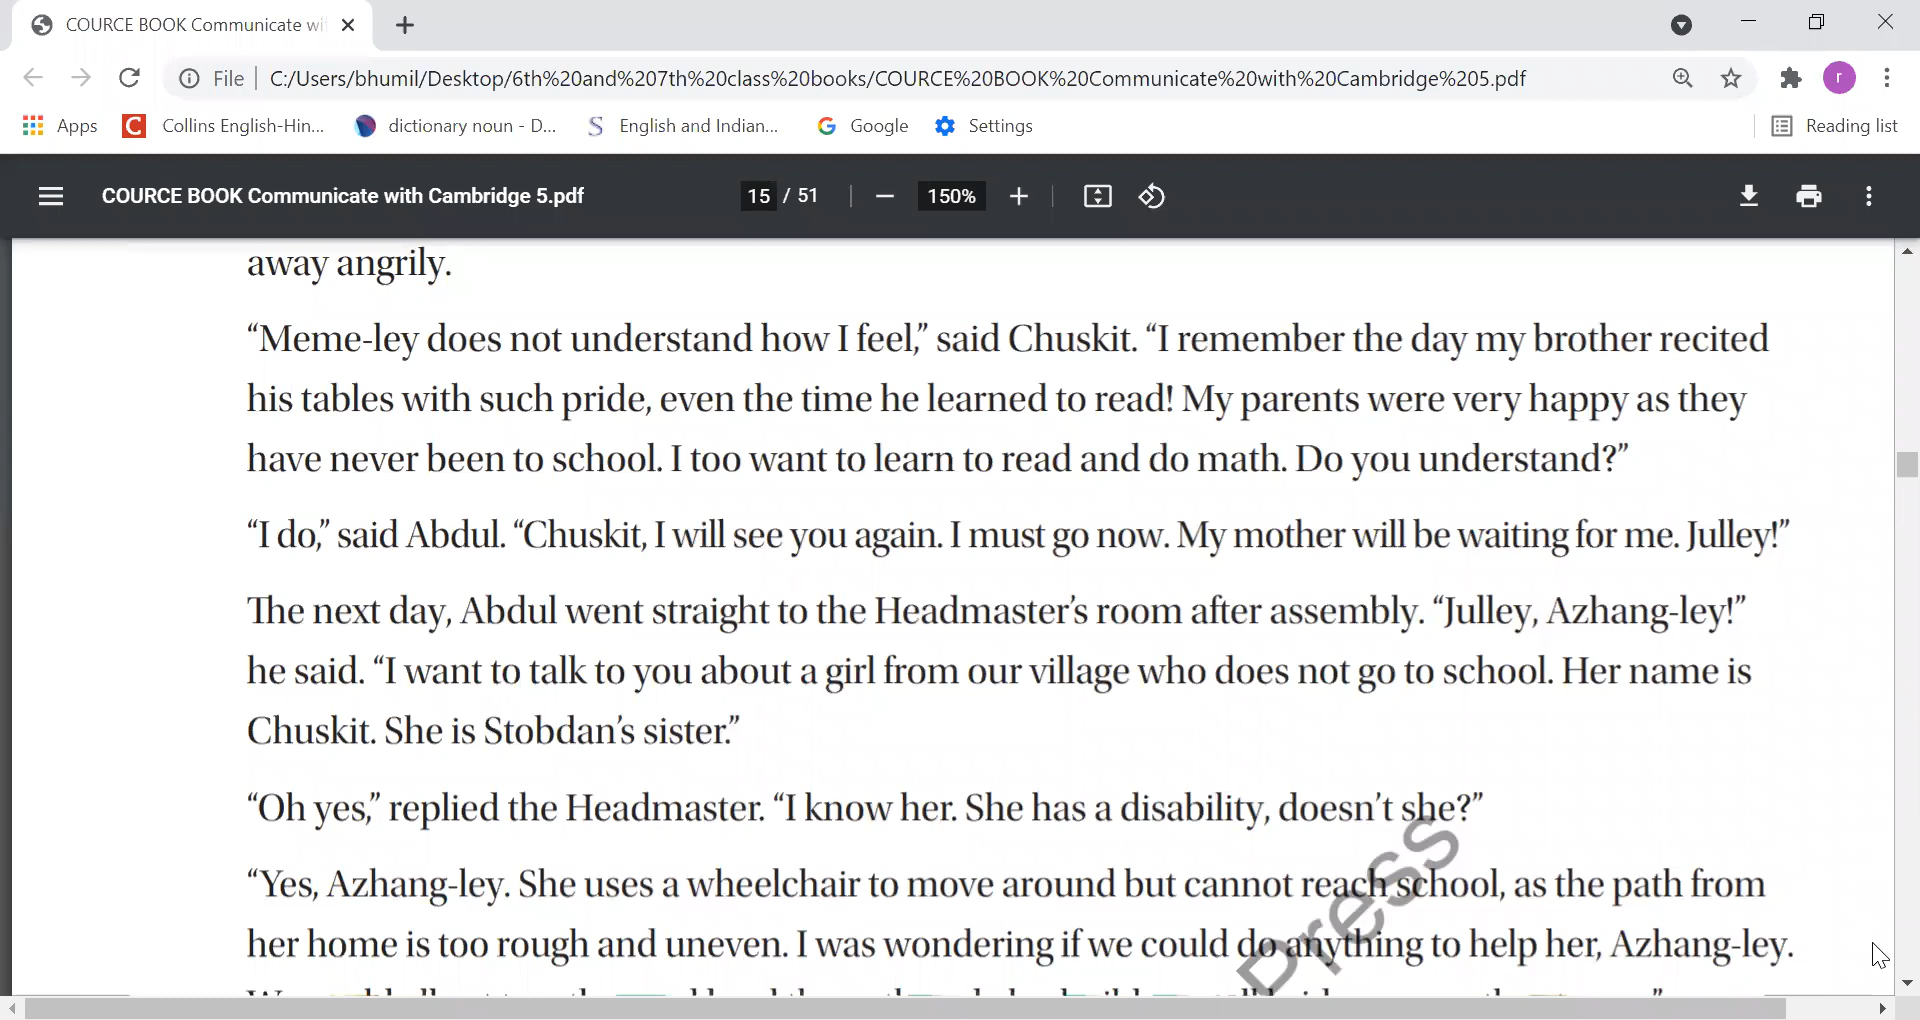 COURCE BOOK Communicate wi
File
C:/Users/bhumil/Desktop/6th%20and%207th%20class%20books/COURCE%20BOOK%20Communicate%20with%20Cambridge%205.pdf
r
Apps
Collins English-Hin...
dictionary noun - D...
English and Indian...
Google
Settings
Reading list
COURCE BOOK Communicate with Cambridge 5.pdf
15 / 51
150%
away angrily.
“Meme-ley does not understand how I feel,” said Chuskit. “I remember the day my brother recited
his tables with such pride, even the time he learned to read! My parents were very happy as they
have never been to school. I too want to learn to read and do math. Do you understand?”
“I do,” said Abdul. “Chuskit, I will see you again. I must go now. My mother will be waiting for me. Julley!”
The next day, Abdul went straight to the Headmaster’s room after assembly. “Julley, Azhang-ley!”
he said. “I want to talk to you about a girl from our village who does not go to school. Her name is
Chuskit. She is Stobdan’s sister.”
“Oh yes,” replied the Headmaster. “I know her. She has a disability, doesn’t she?”
“Yes, Azhang-ley. She uses a wheelchair to move around but cannot reach school, as the path from
her home is too rough and uneven. I was wondering if we could do anything to help her, Azhang-ley.
press